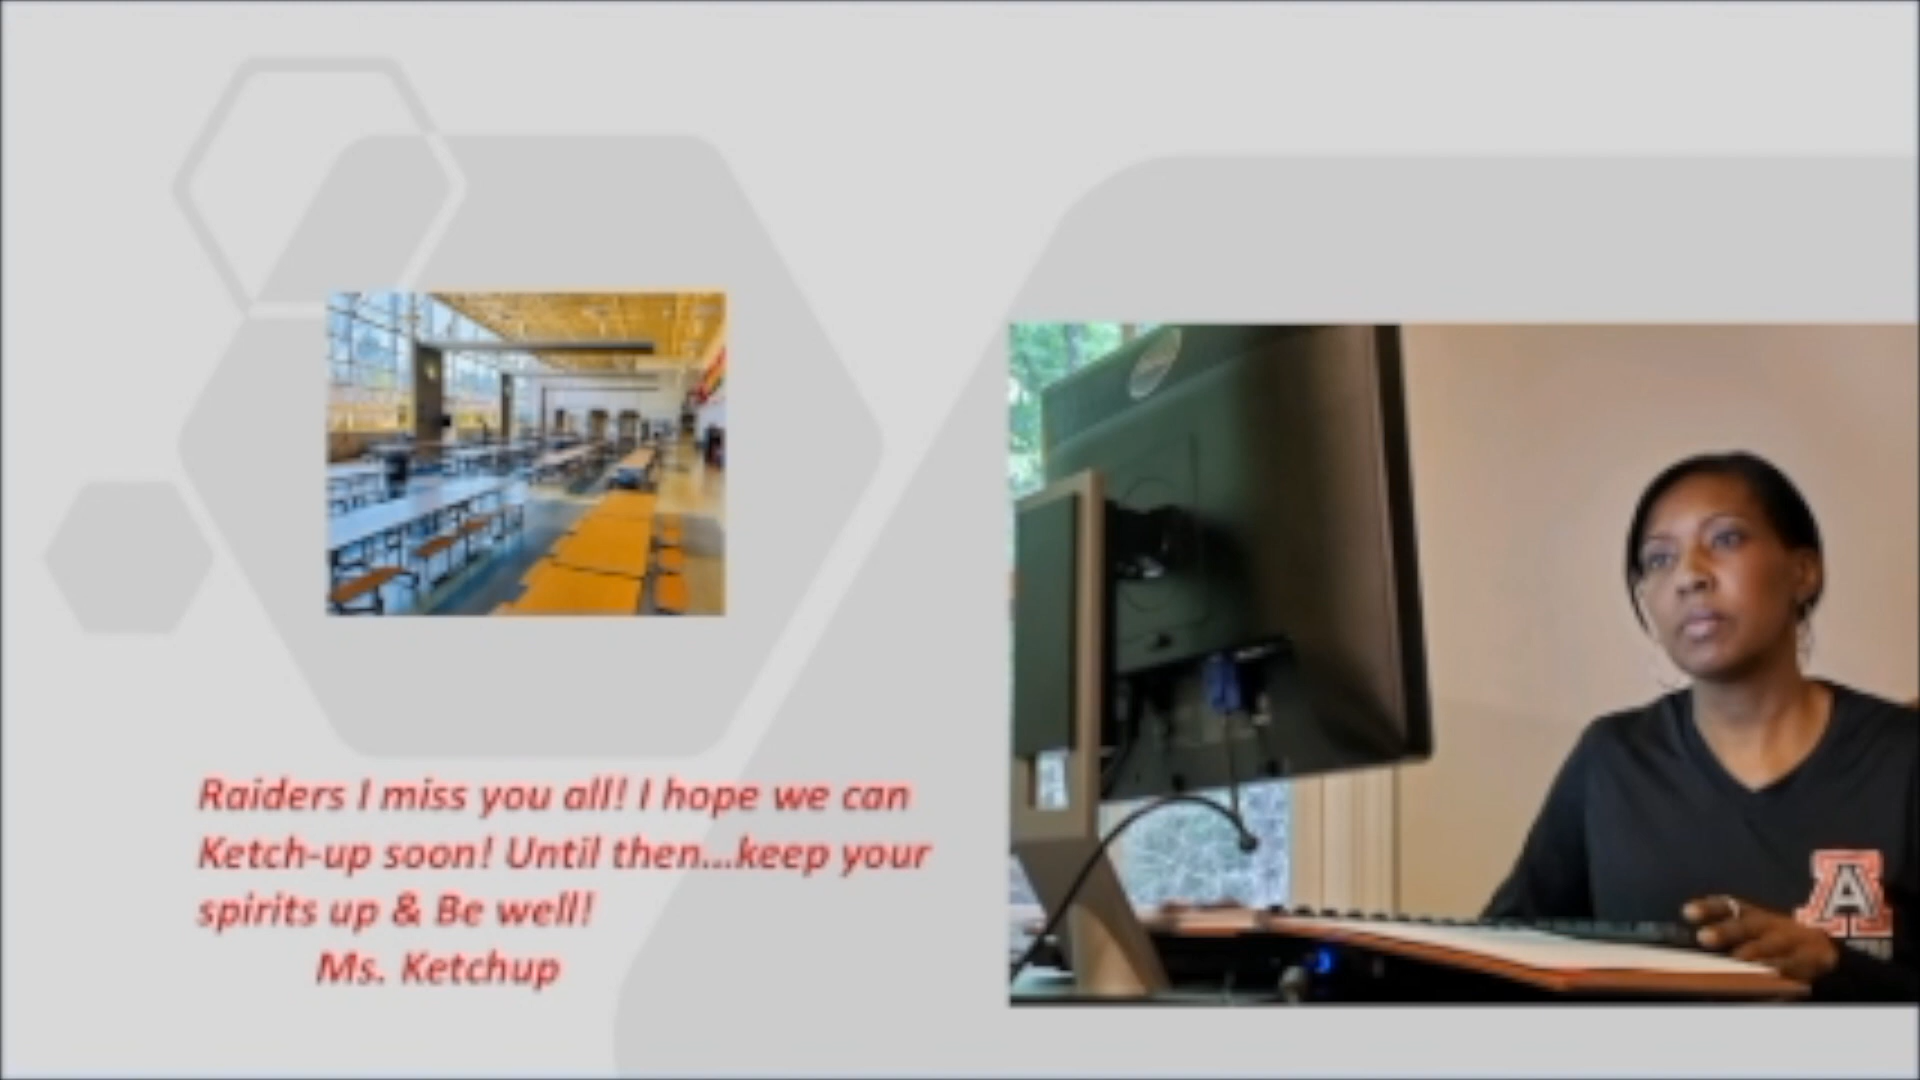 Raiders I miss you all! I hope we can
Ketch-up soon! Until then...keep your
spirits up & Be well!
Ms. Ketchup
A